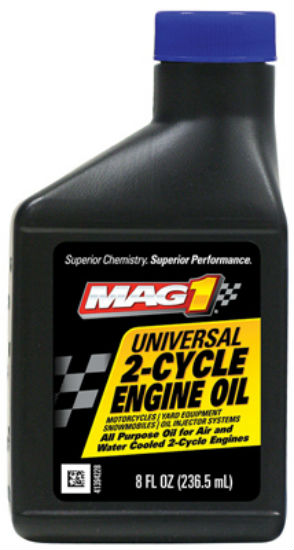 Superior Chemistry. Superior Performance.
MAG1
UNIVERSAL
2-CYCLE
ENGINE OIL
MOTORCYCLES | YARD EQUIPMENT
SNOWMOBILES | OIL INJECTOR SYSTEMS
All Purpose Oil for Air and
Water Cooled 2-Cycle Engines
41394228
8 FL OZ (236.5 mL)